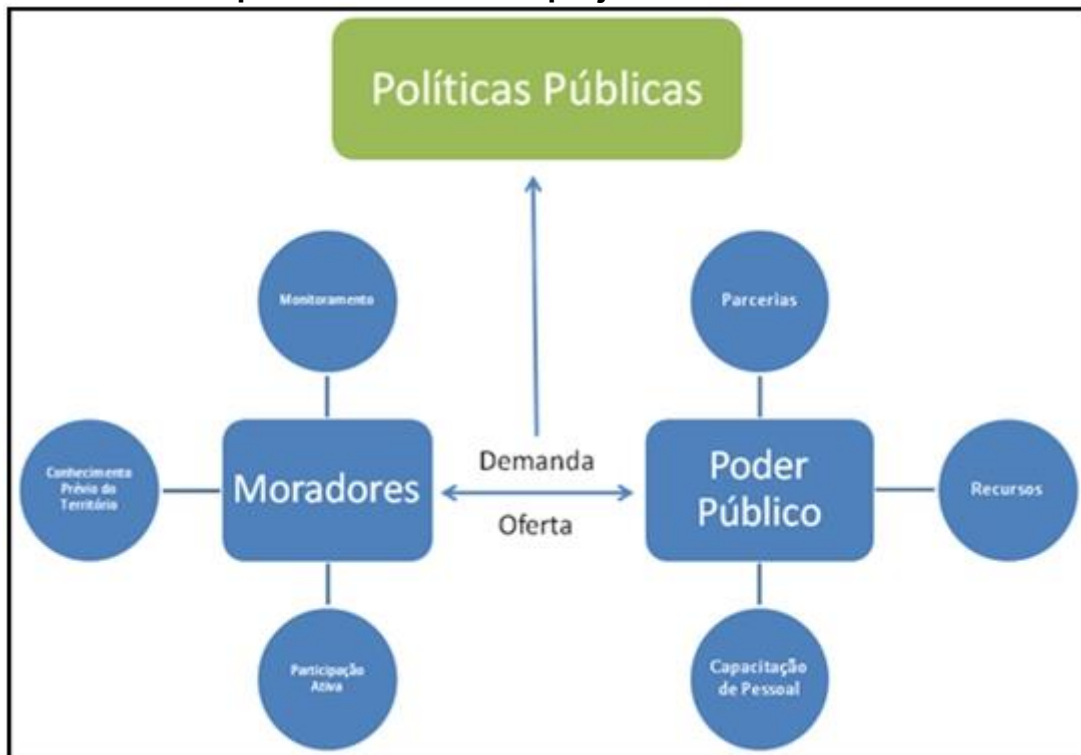 Políticas Públicas
Monitoramento
Parcerias
Conhecimento
Prévio do
Território
Moradores
Demanda
Oferta
Poder
Público
Recursos
Participação
Ativa
Capacitação
de Pessoal